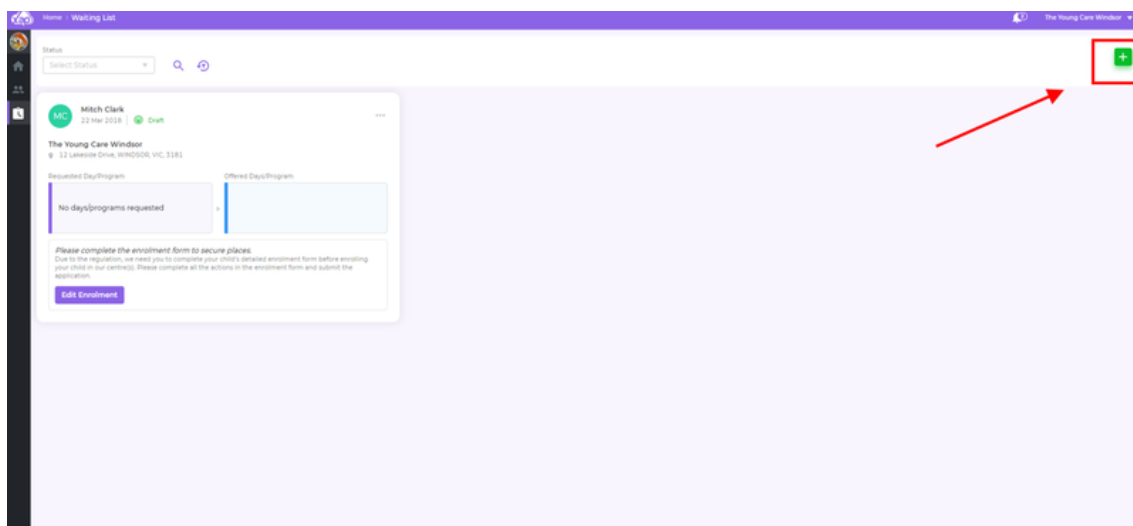 Xap
Home / Waiting List
The Young Care Windsor
Status
Select Status
+
MC
Mitch Clark
22 Mar 2018
Draft
The Young Care Windsor
12 Lakeside Drive, WINDSOR, VIC, 3181
Requested Day/Program
Offered Days/Program
No days/programs requested
Please complete the enrolment form to secure places.
Due to the regulation, we need you to complete your child's detailed enrolment form before enroling
your child in our centre(s). Please complete all the actions in the enrolment form and submit the
application.
Edit Enrolment